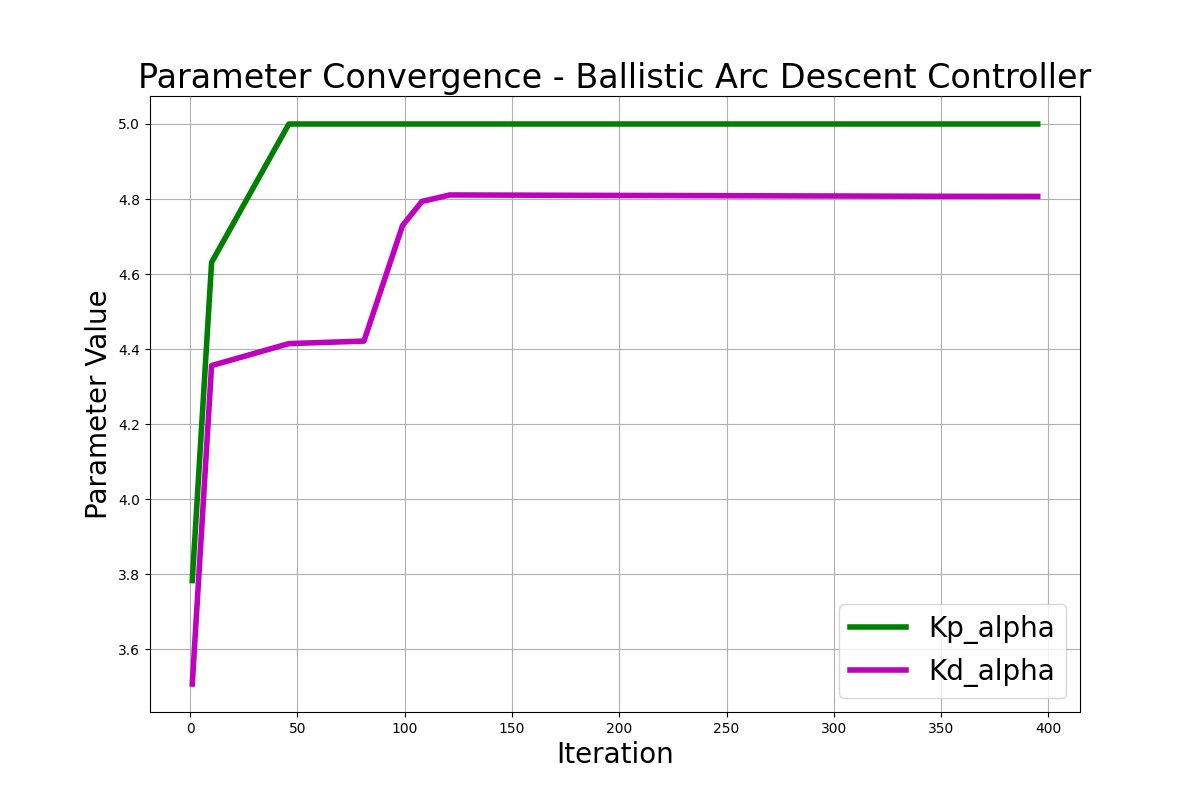 Parameter Convergence - Ballistic Arc Descent Controller
5.0
4.8
4.6
4.4
4.2
4.0
3.8
3.6
Parameter Value
Kp_alpha
Kd_alpha
0 50 100 150 200 250 300 350 400
Iteration